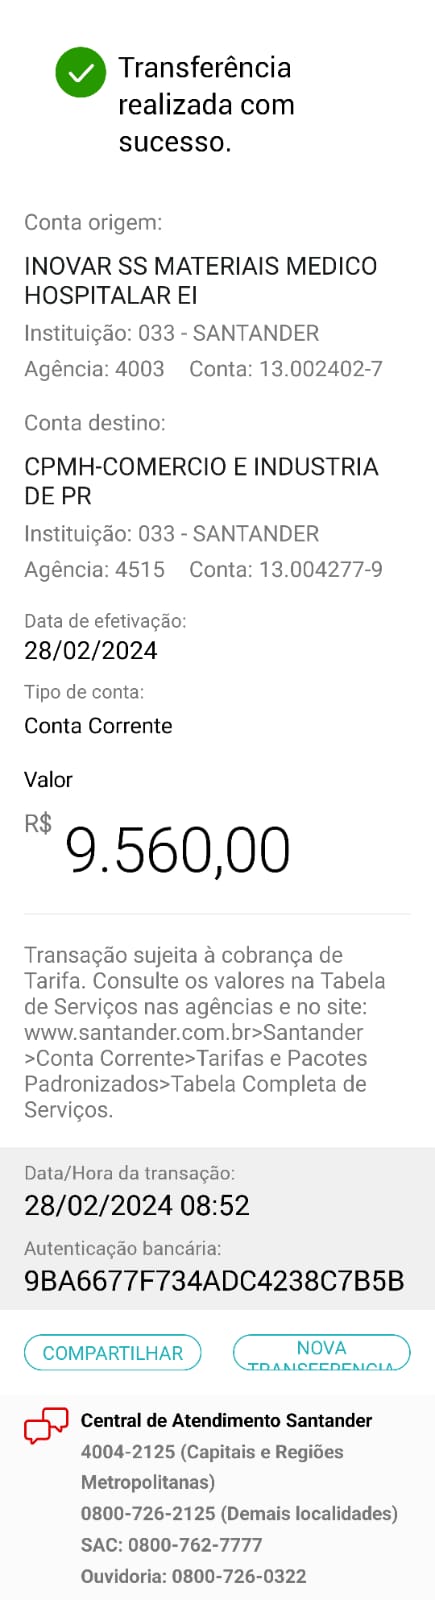 Transferência
realizada com
sucesso.
Conta origem:
INOVAR SS MATERIAIS MEDICO
HOSPITALAR EI
Instituição: 033 - SANTANDER
Agência: 4003 Conta: 13.002402-7
Conta destino:
CPMH-COMERCIO E INDUSTRIA
DE PR
Instituição: 033 - SANTANDER
Agência: 4515 Conta: 13.004277-9
Data de efetivação:
28/02/2024
Tipo de conta:
Conta Corrente
Valor
R$ 9.560,00
Transação sujeita à cobrança de
Tarifa. Consulte os valores na Tabela
de Serviços nas agências e no site:
www.santander.com.br>Santander
>Conta Corrente>Tarifas e Pacotes
Padronizados>Tabela Completa de
Serviços.
Data/Hora da transação:
28/02/2024 08:52
Autenticação bancária:
9BA6677F734ADC4238C7B5B
COMPARTILHAR
NOVA
TRANSFERENCIA
Central de Atendimento Santander
4004-2125 (Capitais e Regiões
Metropolitanas)
0800-726-2125 (Demais localidades)
SAC: 0800-762-7777
Ouvidoria: 0800-726-0322